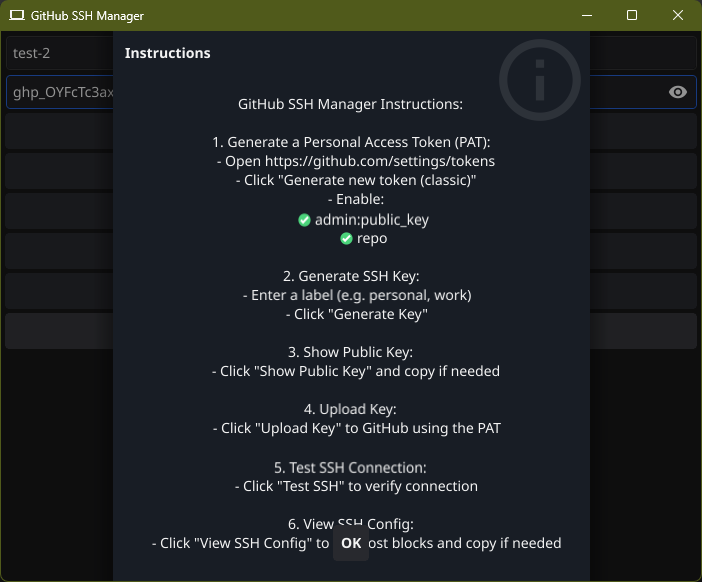 GitHub SSH Manager
test-2
Instructions
ghp_OYFcTc3ax
GitHub SSH Manager Instructions:
1. Generate a Personal Access Token (PAT):
- Open https://github.com/settings/tokens
- Click "Generate new token (classic)"
- Enable:
✅ admin:public_key
✅ repo
2. Generate SSH Key:
- Enter a label (e.g. personal, work)
- Click "Generate Key"
3. Show Public Key:
- Click "Show Public Key" and copy if needed
4. Upload Key:
- Click "Upload Key" to GitHub using the PAT
5. Test SSH Connection:
- Click "Test SSH" to verify connection
6. View SSH Config:
- Click "View SSH Config" to ost blocks and copy if needed
OK